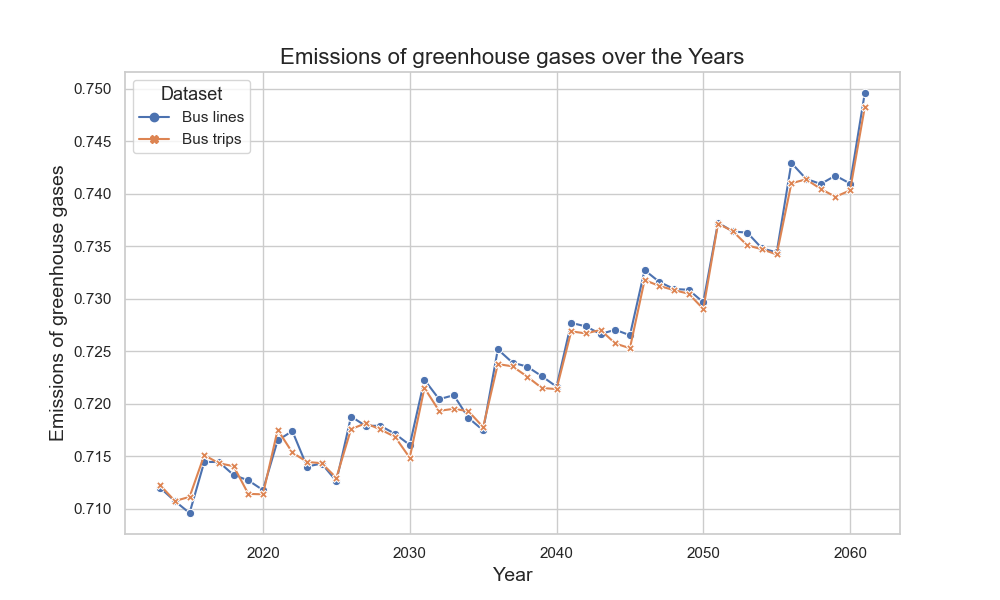 Emissions of greenhouse gases over the Years
Dataset
Bus lines
Bus trips
Emissions of greenhouse gases
0.750
0.745
0.740
0.735
0.730
0.725
0.720
0.715
0.710
2020
2030
2040
2050
2060
Year